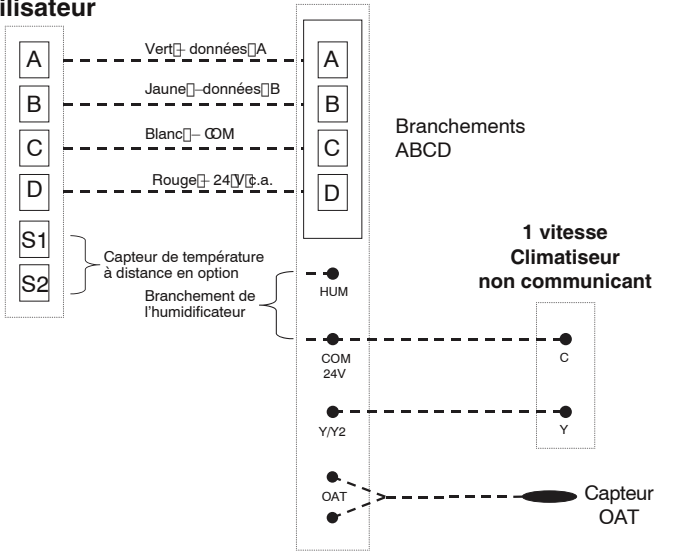 ilisateur
A
B
C
D
S1
S2
Vert – données A
Jaune – données B
Blanc – COM
Rouge – 24 V c.a.
A
B
C
D
Branchements
ABCD
Capteur de température
à distance en option
Branchement de
l'humidificateur
HUM
COM
24V
Y/Y2
OAT
1 vitesse
Climatiseur
non communicant
C
Y
Capteur
OAT